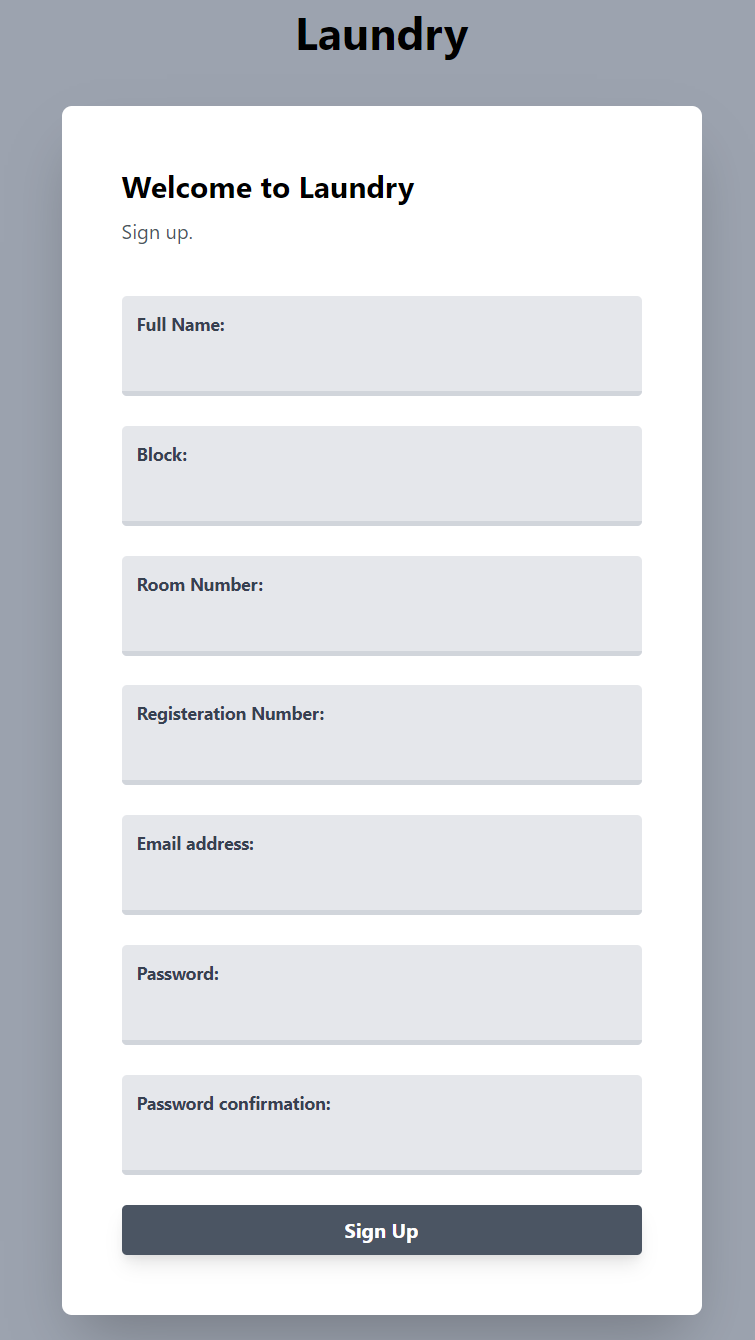 Laundry
Welcome to Laundry
Sign up.
Full Name:
Block:
Room Number:
Registeration Number:
Email address:
Password:
Password confirmation:
Sign Up